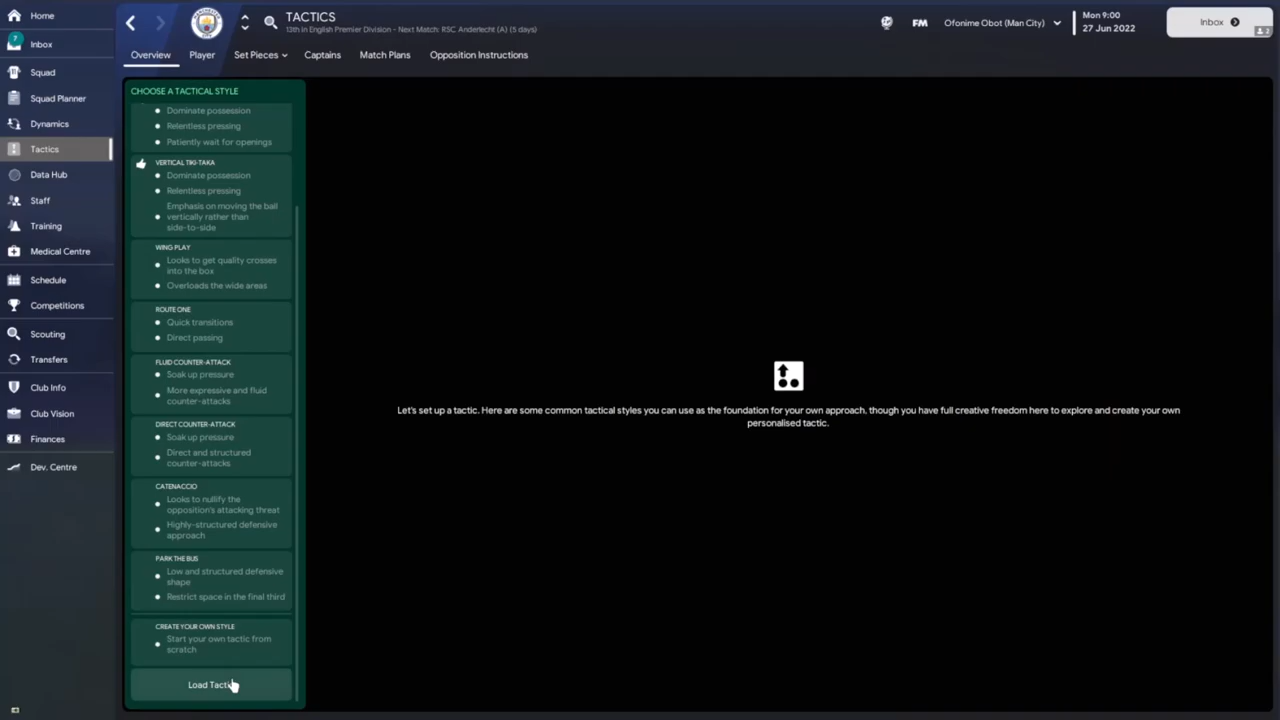 Home
7
Inbox
Squad
Squad Planner
Dynamics
Tactics
Data Hub
Staff
Training
Medical Centre
Schedule
Competitions
Scouting
Transfers
Club Info
Club Vision
Finances
Dev. Centre
TACTICS
12th in English Premier Division - Next Match: RSC Anderlecht (A) (5 days)
FM
Ofonime Obot (Man City)
Mon 9:00
27 Jun 2022
Inbox
2
Overview
Player
Set Pieces
Captains
Match Plans
Opposition Instructions
CHOOSE A TACTICAL STYLE
Dominate possession
Relentless pressing
Patiently wait for openings
VERTICAL TIKI-TAKA
Dominate possession
Relentless pressing
Emphasis on moving the ball
vertically rather than
side-to-side
WING PLAY
Looks to get quality crosses
into the box
Overloads the wide areas
ROUTE ONE
Quick transitions
Direct passing
FLUID COUNTER-ATTACK
Soak up pressure
More expressive and fluid
counter-attacks
DIRECT COUNTER-ATTACK
Soak up pressure
Direct and structured
counter-attacks
CATENACCIO
Looks to nullify the
opposition's attacking threat
Highly-structured defensive
approach
PARK THE BUS
Low and structured defensive
shape
Restrict space in the final third
CREATE YOUR OWN STYLE
Start your own tactic from
scratch
Load Tactic
Let's set up a tactic. Here are some common tactical styles you can use as the foundation for your own approach, though you have full creative freedom here to explore and create your own
personalised tactic.